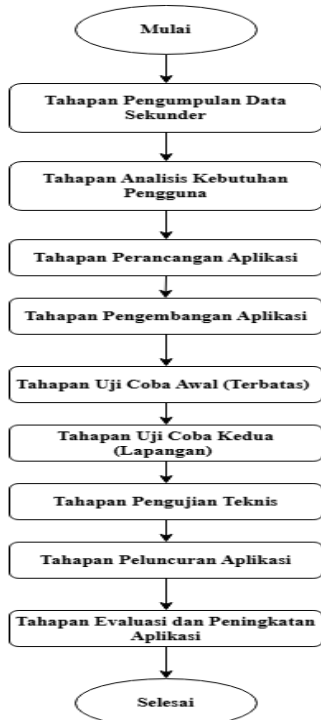 Mulai
Tahapan Pengumpulan Data
Sekunder
Tahapan Analisis Kebutuhan
Pengguna
Tahapan Perancangan Aplikasi
Tahapan Pengembangan Aplikasi
Tahapan Uji Coba Awal (Terbatas)
Tahapan Uji Coba Kedua
(Lapangan)
Tahapan Pengujian Teknis
Tahapan Peluncuran Aplikasi
Tahapan Evaluasi dan Peningkatan
Aplikasi
Selesai